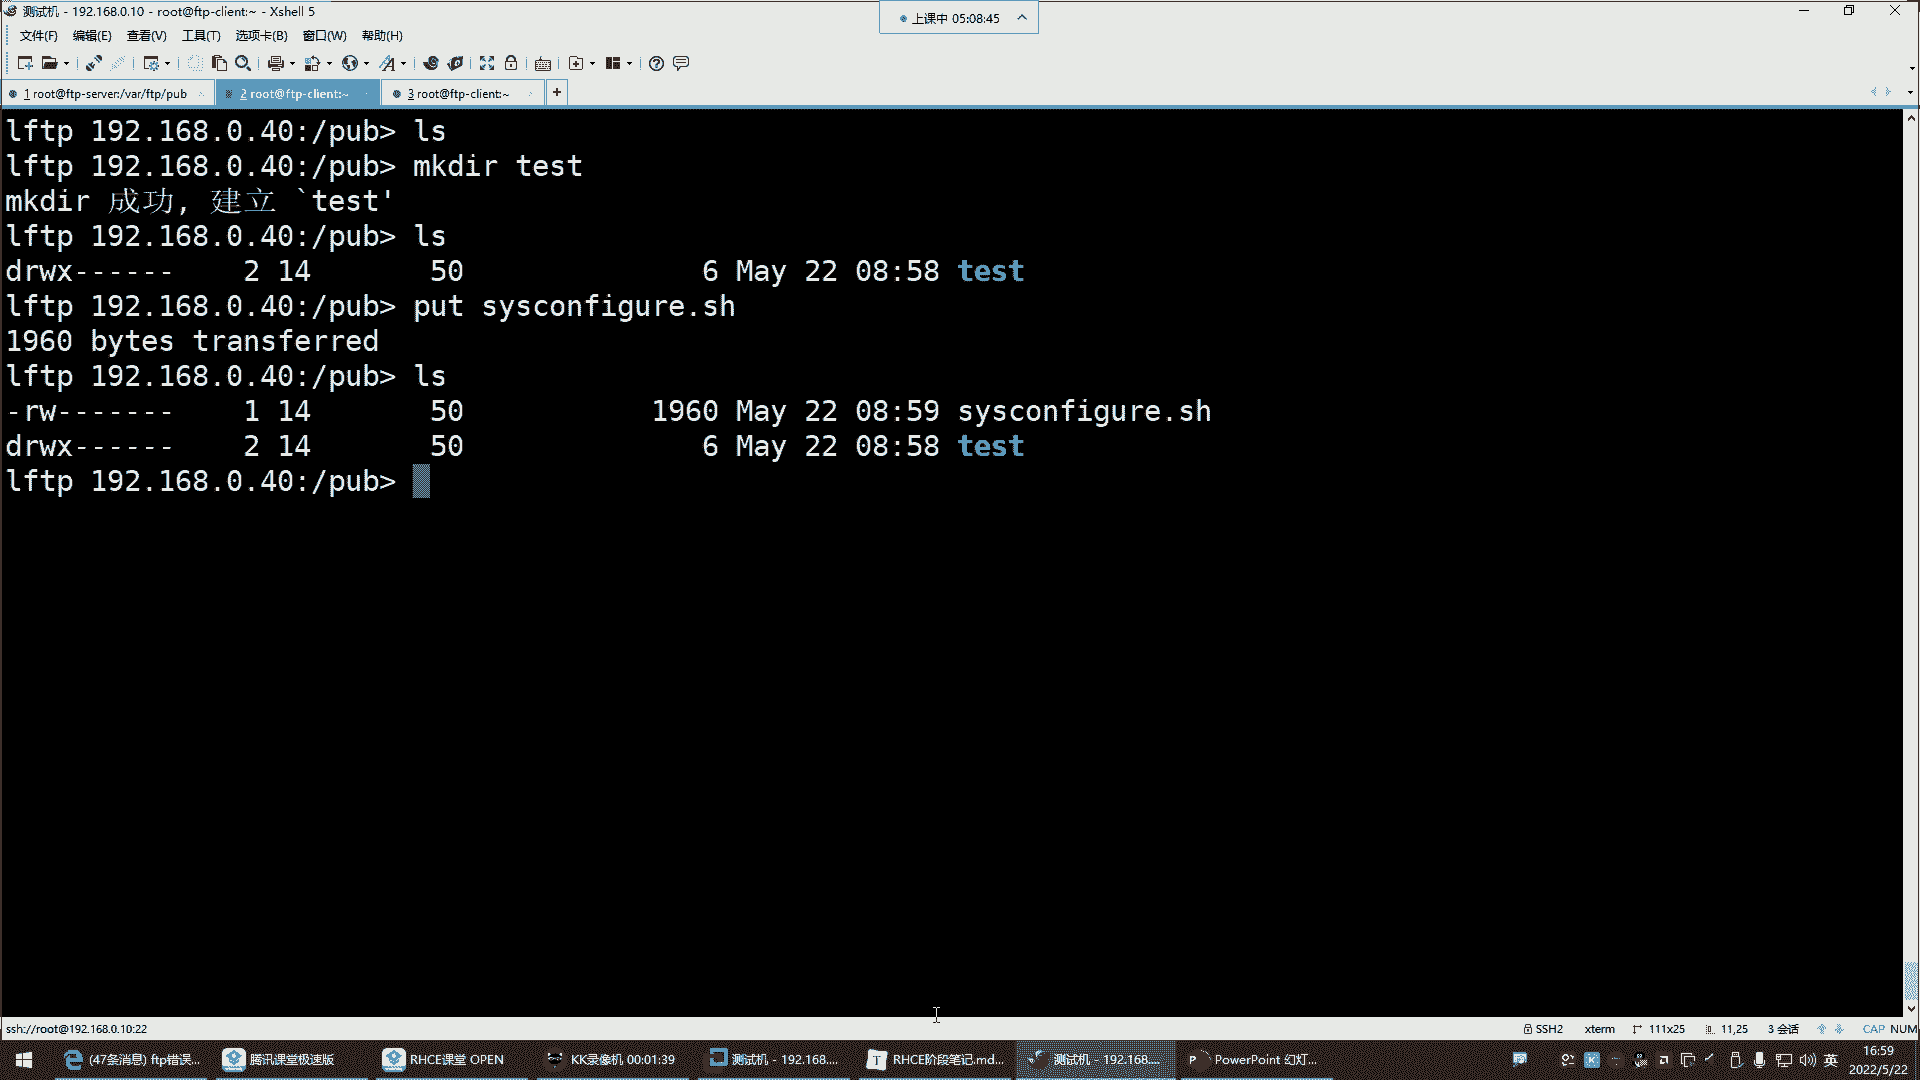 测试机 - 192.168.0.10 - root@ftp-client:~ - Xshell 5
上课中 05:08:45
文件(F) 编辑(E) 查看(V) 工具(T) 选项卡(B) 窗口(W) 帮助(H)
1 root@ftp-server:/var/ftp/pub 2 root@ftp-client:~ 3 root@ftp-client:~ +
lftp 192.168.0.40:/pub> ls
lftp 192.168.0.40:/pub> mkdir test
mkdir 成功, 建立 `test'
lftp 192.168.0.40:/pub> ls
drwx------ 2 14 50 6 May 22 08:58 test
lftp 192.168.0.40:/pub> put sysconfigure.sh
1960 bytes transferred
lftp 192.168.0.40:/pub> ls
-rw------- 1 14 50 1960 May 22 08:59 sysconfigure.sh
drwx------ 2 14 50 6 May 22 08:58 test
lftp 192.168.0.40:/pub>
ssh://root@192.168.0.10:22 SSH2 xterm 111x25 11,25 3 会话 CAP NUM
(47条消息) ftp错误... 腾讯课堂极速版 RHCE课堂 OPEN KK录像机 00:01:39 测试机 - 192.168.... RHCE阶段笔记.md... 测试机 - 192.168.... PowerPoint 幻灯... 英 16:59
2022/5/22